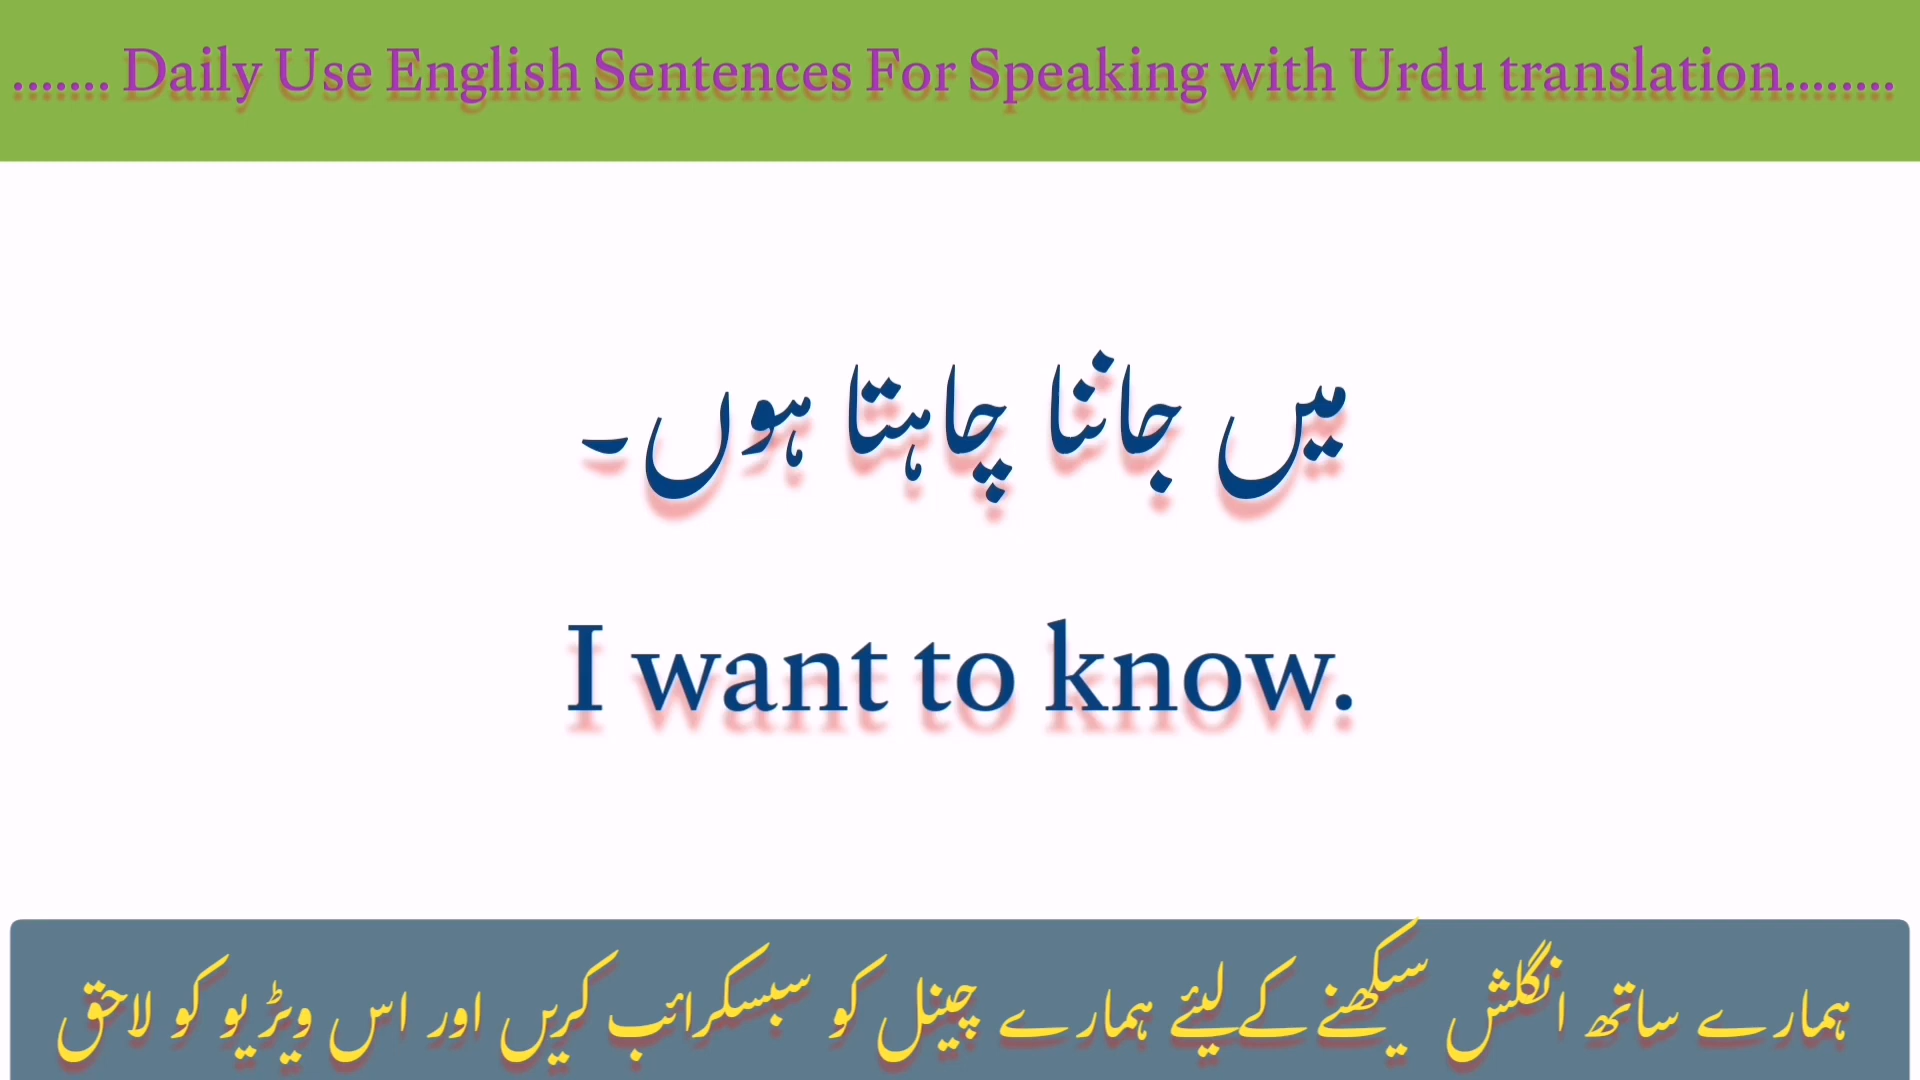 ....... Daily Use English Sentences For Speaking with Urdu translation........
میں جاننا چاہتا ہوں۔
I want to know.
ہمارے ساتھ انگلش سیکھنے کے لیئے ہمارے چینل کو سبسکرائب کریں اور اس ویڑیو کو لاحق